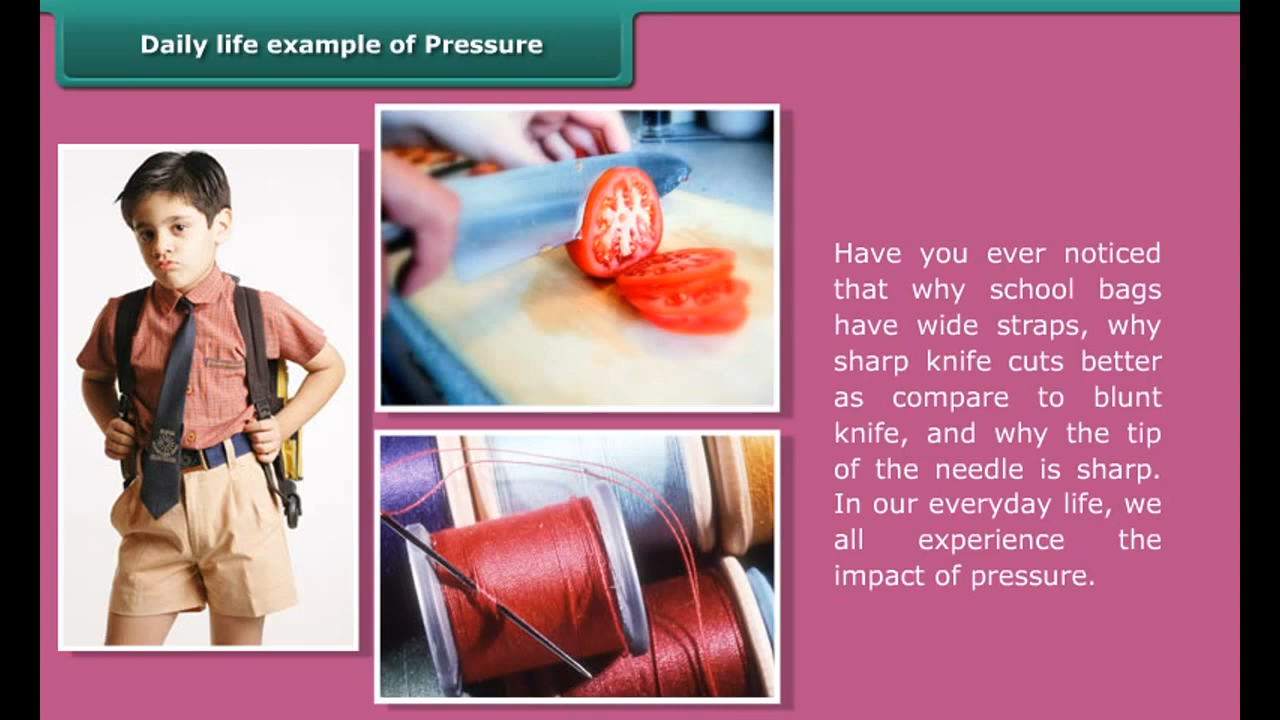 Daily life example of Pressure
Have you ever noticed
that why school bags
have wide straps, why
sharp knife cuts better
as compare to blunt
knife, and why the tip
of the needle is sharp.
In our everyday life, we
all experience the
impact of pressure.